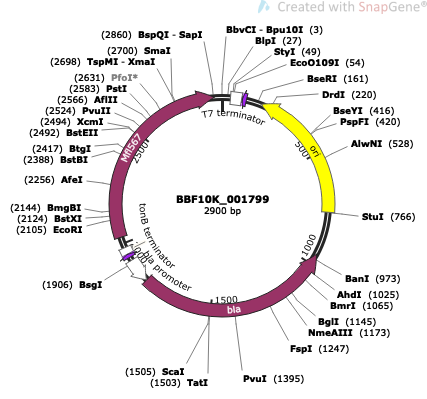 Created with SnapGene®
(2860) BspQI - SapI
(2700) SmaI
(2698) TspMI - XmaI
(2631) PfoI*
(2583) PstI
(2566) AflII
(2524) PvuII
(2494) XcmI
(2492) BstEII
(2417) BtgI
(2388) BstBI
(2256) AfeI
(2144) BmgBI
(2124) BstXI
(2105) EcoRI
(1906) BsgI
(1505) ScaI
(1503) TatI
BbvCI - Bpu10I (3)
BlpI (27)
StyI (49)
EcoO109I (54)
BseRI (161)
DrdI (220)
BseYI (416)
PspFI (420)
AlwNI (528)
StuI (766)
BanI (973)
AhdI (1025)
BmrI (1065)
BglI (1145)
NmeAIII (1173)
FspI (1247)
PvuI (1395)
T7 terminator
ori
500
1000
1500
bla
bla promoter
tonB terminator
Mfl567
2500
BBF10K_001799
2900 bp